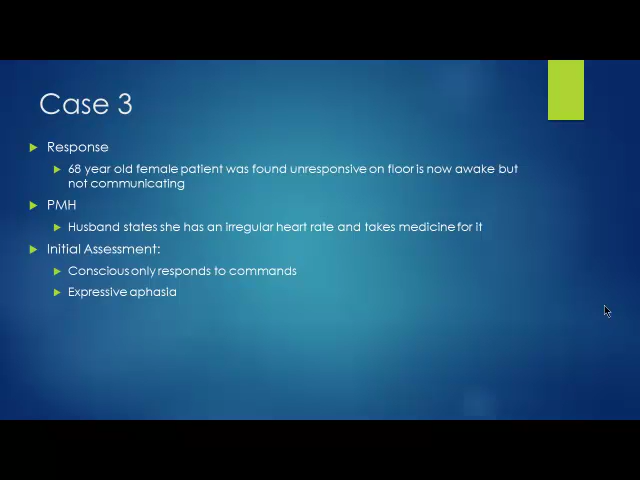 Case 3
Response
68 year old female patient was found unresponsive on floor is now awake but
not communicating
PMH
Husband states she has an irregular heart rate and takes medicine for it
Initial Assessment:
Conscious only responds to commands
Expressive aphasia